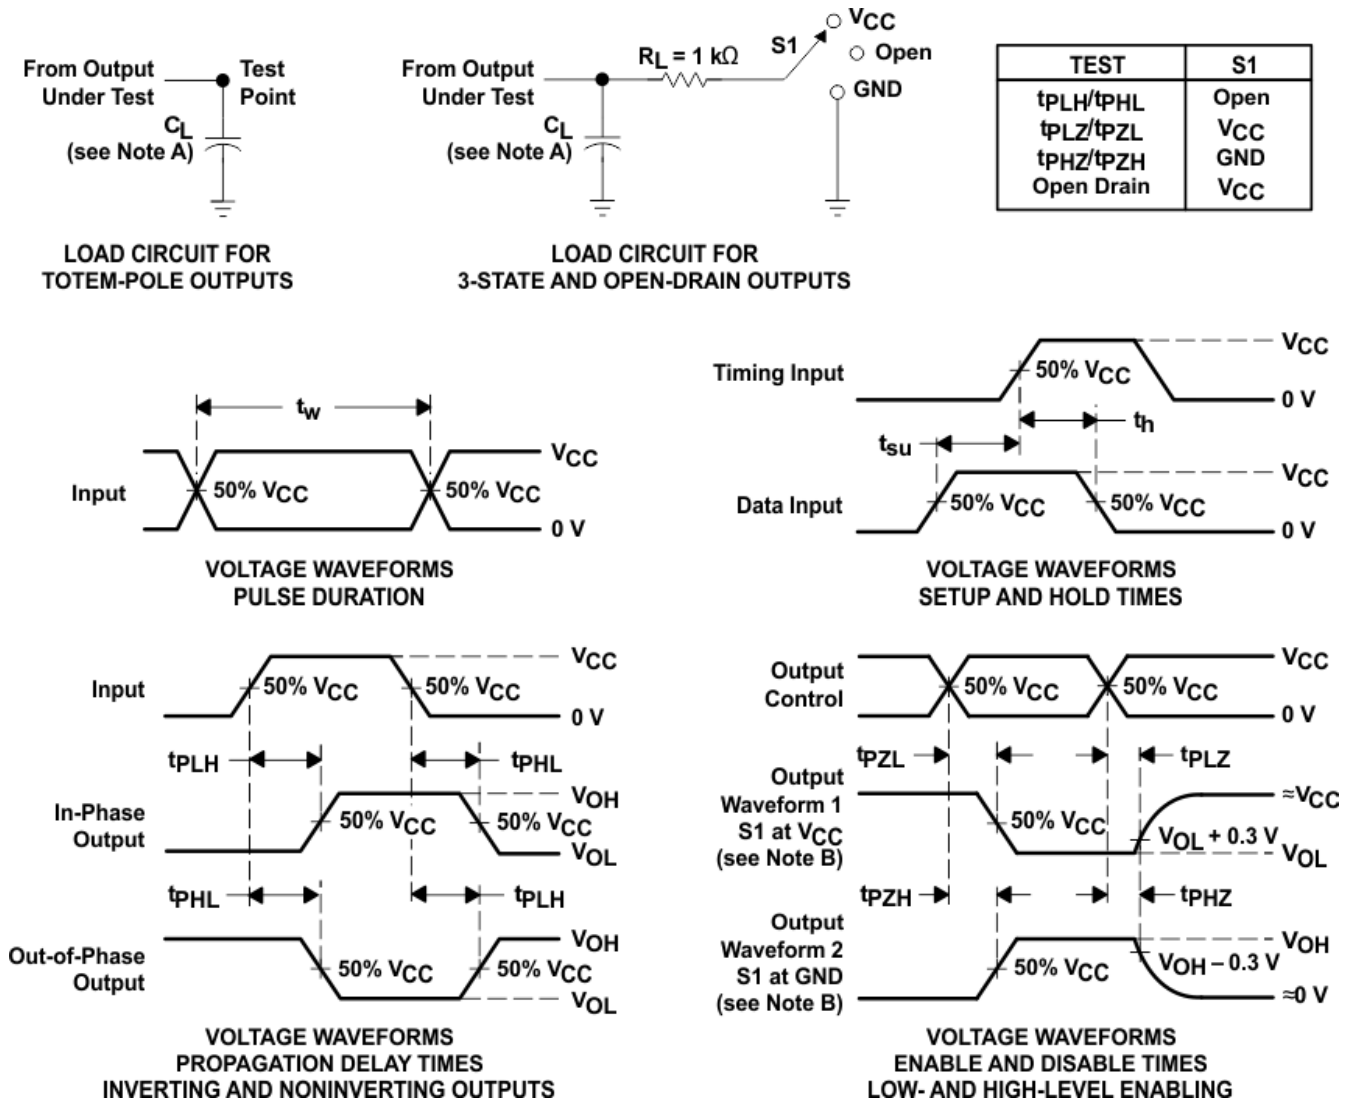 From Output
Under Test
Test
Point
CL
(see Note A)
LOAD CIRCUIT FOR
TOTEM-POLE OUTPUTS
From Output
Under Test
RL = 1 kΩ
S1
VCC
Open
GND
CL
(see Note A)
LOAD CIRCUIT FOR
3-STATE AND OPEN-DRAIN OUTPUTS
TEST S1
tPLH/tPHL Open
tPLZ/tPZL VCC
tPHZ/tPZH GND
Open Drain VCC
tw
Input
50% VCC
50% VCC
VCC
0 V
VOLTAGE WAVEFORMS
PULSE DURATION
Timing Input
50% VCC
VCC
0 V
th
tsu
Data Input
50% VCC
50% VCC
VCC
0 V
VOLTAGE WAVEFORMS
SETUP AND HOLD TIMES
Input
50% VCC
50% VCC
VCC
0 V
tPLH
tPHL
In-Phase
Output
50% VCC
50% VCC
VOH
VOL
tPHL
tPLH
Out-of-Phase
Output
50% VCC
50% VCC
VOH
VOL
VOLTAGE WAVEFORMS
PROPAGATION DELAY TIMES
INVERTING AND NONINVERTING OUTPUTS
Output
Control
50% VCC
50% VCC
VCC
0 V
tPZL
tPLZ
Output
Waveform 1
S1 at VCC
(see Note B)
50% VCC
VOL + 0.3 V
≈VCC
VOL
tPZH
tPHZ
Output
Waveform 2
S1 at GND
(see Note B)
50% VCC
VOH – 0.3 V
VOH
≈0 V
VOLTAGE WAVEFORMS
ENABLE AND DISABLE TIMES
LOW- AND HIGH-LEVEL ENABLING